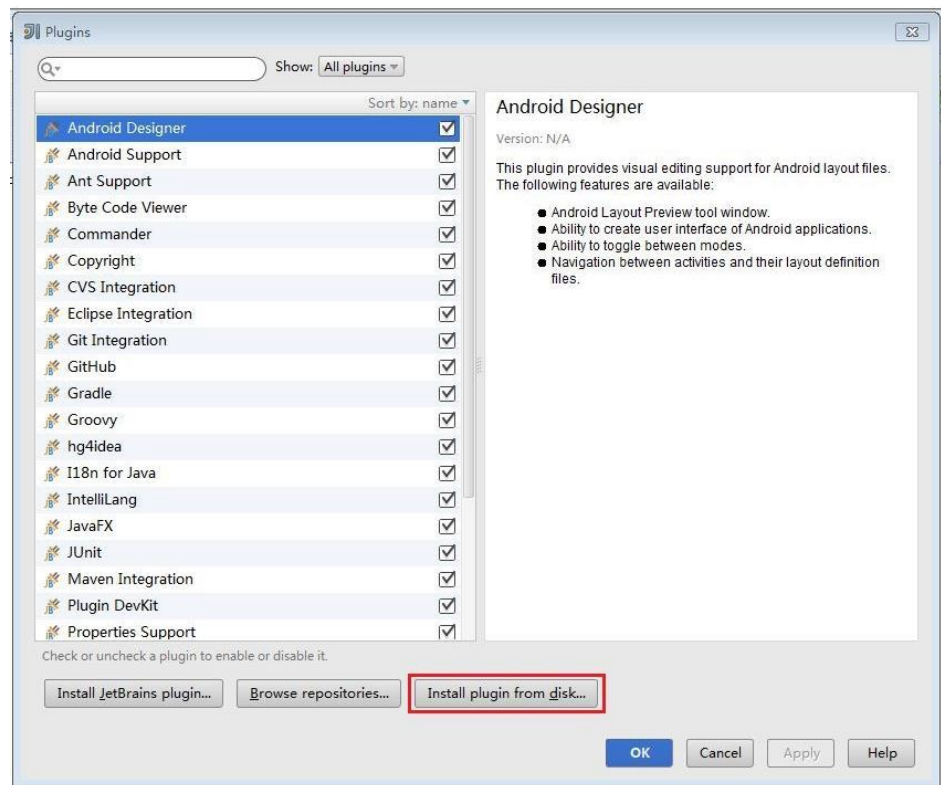 Plugins
Show: All plugins
Sort by: name
Android Designer
Android Support
Ant Support
Byte Code Viewer
Commander
Copyright
CVS Integration
Eclipse Integration
Git Integration
GitHub
Gradle
Groovy
hg4idea
I18n for Java
IntelliLang
JavaFX
JUnit
Maven Integration
Plugin DevKit
Properties Support
Android Designer
Version: N/A
This plugin provides visual editing support for Android layout files.
The following features are available:
Android Layout Preview tool window.
Ability to create user interface of Android applications.
Ability to toggle between modes.
Navigation between activities and their layout definition
files.
Check or uncheck a plugin to enable or disable it.
Install JetBrains plugin... Browse repositories... Install plugin from disk...
OK Cancel Apply Help